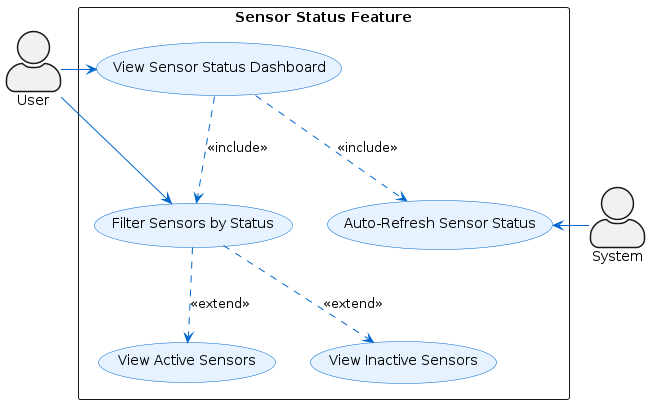 Sensor Status Feature
View Sensor Status Dashboard
User
«include»
«include»
Filter Sensors by Status
Auto-Refresh Sensor Status
System
«extend»
«extend»
View Active Sensors
View Inactive Sensors